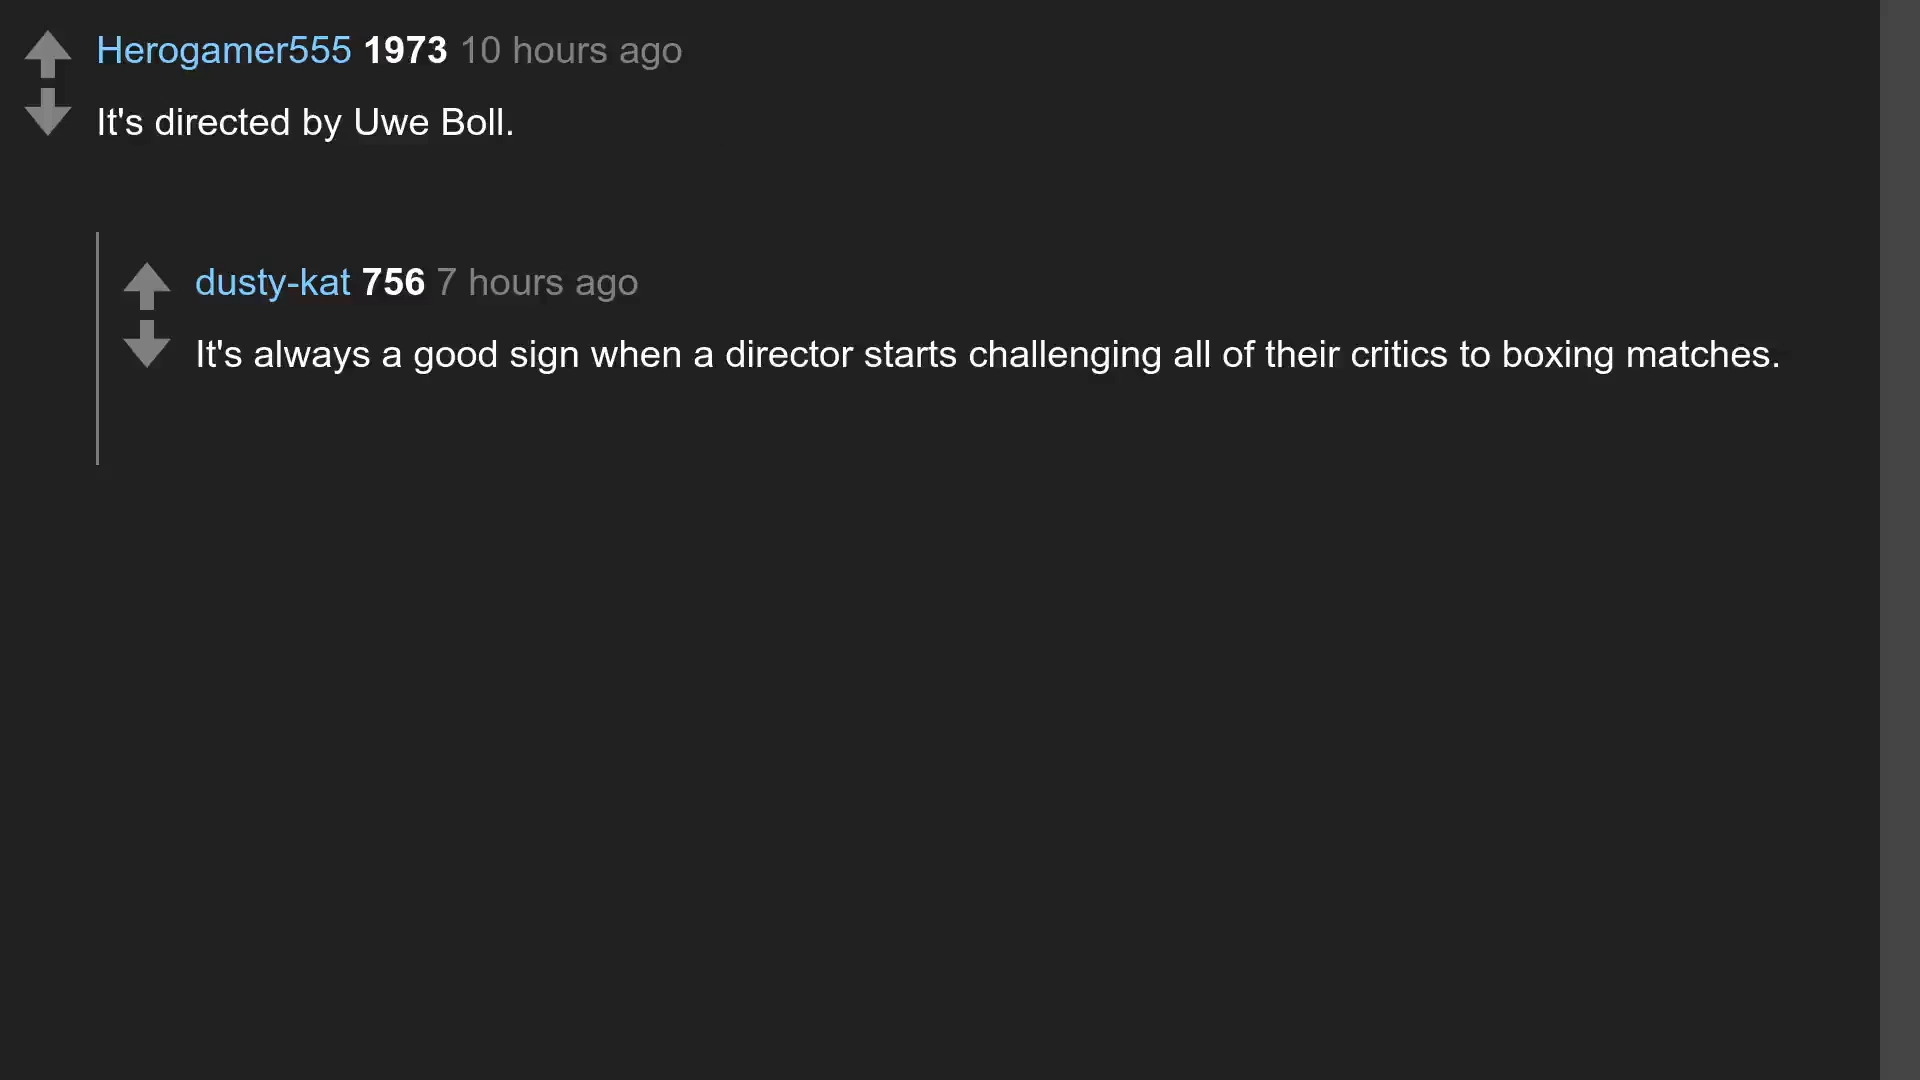 Herogamer555 1973 10 hours ago
It's directed by Uwe Boll.
dusty-kat 756 7 hours ago
It's always a good sign when a director starts challenging all of their critics to boxing matches.